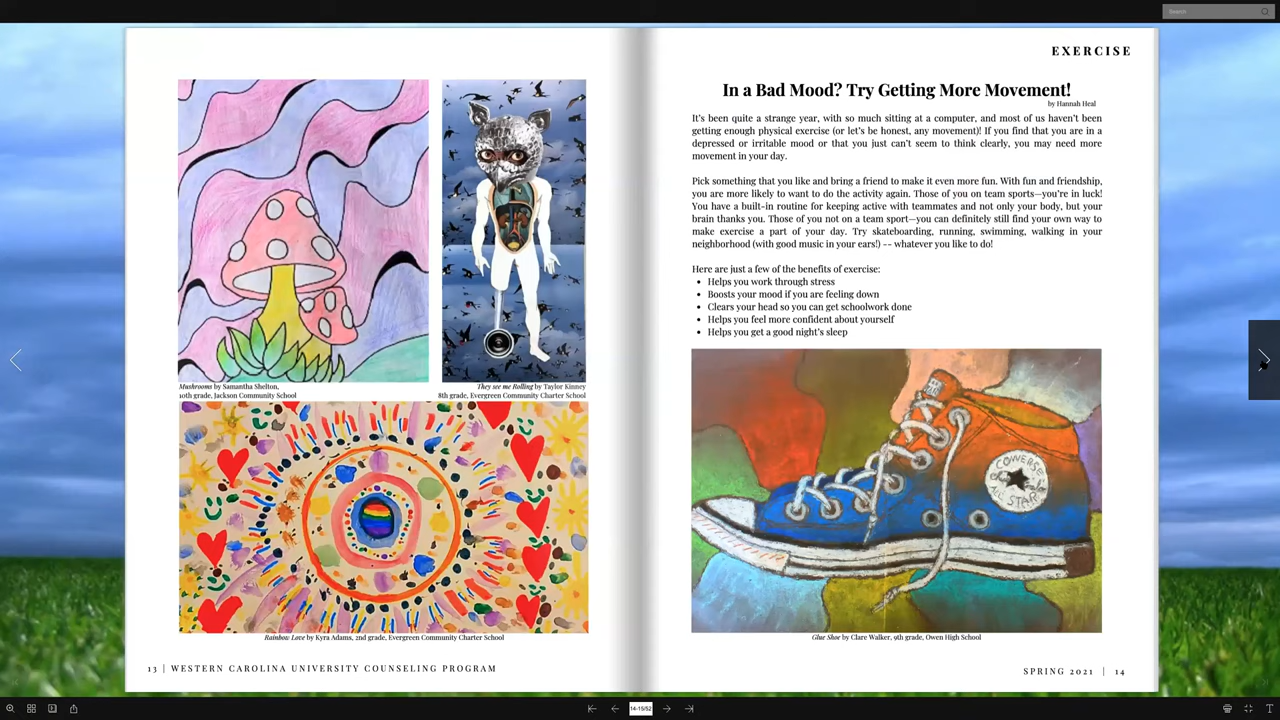 Search
Mushrooms by Samantha Shelton,
10th grade, Jackson Community School
They see me Rolling by Taylor Kinney
8th grade, Evergreen Community Charter School
Rainbow Love by Kyra Adams, 2nd grade, Evergreen Community Charter School
13 | WESTERN CAROLINA UNIVERSITY COUNSELING PROGRAM
EXERCISE
In a Bad Mood? Try Getting More Movement!
by Hannah Heal
It's been quite a strange year, with so much sitting at a computer, and most of us haven't been
getting enough physical exercise (or let's be honest, any movement)! If you find that you are in a
depressed or irritable mood or that you just can't seem to think clearly, you may need more
movement in your day.
Pick something that you like and bring a friend to make it even more fun. With fun and friendship,
you are more likely to want to do the activity again. Those of you on team sports—you're in luck!
You have a built-in routine for keeping active with teammates and not only your body, but your
brain thanks you. Those of you not on a team sport—you can definitely still find your own way to
make exercise a part of your day. Try skateboarding, running, swimming, walking in your
neighborhood (with good music in your ears!) -- whatever you like to do!
Here are just a few of the benefits of exercise:
• Helps you work through stress
• Boosts your mood if you are feeling down
• Clears your head so you can get schoolwork done
• Helps you feel more confident about yourself
• Helps you get a good night's sleep
COWERSE
ALL STAR
Glue Shoe by Clare Walker, 9th grade, Owen High School
SPRING 2021 | 14
14-15/52